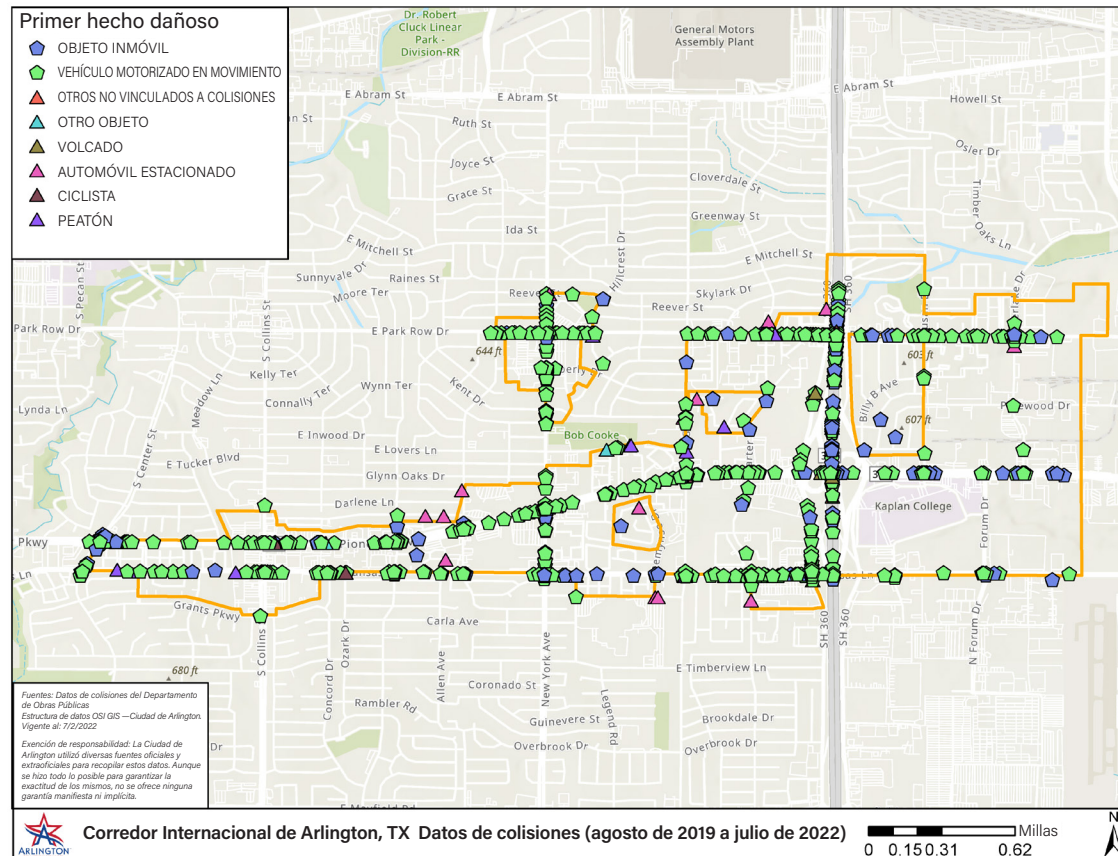 Primer hecho dañoso
OBJETO INMÓVIL
VEHÍCULO MOTORIZADO EN MOVIMIENTO
OTROS NO VINCULADOS A COLISIONES
OTRO OBJETO
VOLCADO
AUTOMÓVIL ESTACIONADO
CICLISTA
PEATÓN
Dr. Robert
Cluck Linear
Park -
Division-RR
General Motors
Assembly Plant
E Abram St
E Abram St
E Abram St
Howell St
Ruth St
Osler Dr
Joyce St
Cloverdale St
Grace St
Timber Oaks Ln
Greenway St
Ida St
Hillcrest Dr
E Mitchell St
E Mitchell St
S Pecan St
Sunnyvale Dr
Raines St
Skylark Dr
SH 360
Moore Ter
Reever St
S Collins St
Park Row Dr
E Park Row Dr
644 ft
603 ft
Kelly Ter
Meadow Ln
Wynn Ter
Kent Dr
Billy B Ave
Connally Ter
Lynda Ln
607 ft
S Center St
E Inwood Dr
Bob Cooke
E Lovers Ln
E Tucker Blvd
Glynn Oaks Dr
Darlene Ln
Kaplan College
Forum Dr
Pkwy
Grants Pkwy
Carla Ave
S Collins
Ozark Dr
Concord Dr
Allen Ave
New York Ave
SH 360
SH 360
N Forum Dr
680 ft
E Timberview Ln
Coronado St
Legend Rd
Rambler Rd
Guinevere St
Brookdale Dr
Overbrook Dr
Overbrook Dr
Fuentes: Datos de colisiones del Departamento
de Obras Públicas
Estructura de datos OSI GIS —Ciudad de Arlington.
Vigente al: 7/2/2022
Exención de responsabilidad: La Ciudad de
Arlington utilizó diversas fuentes oficiales y
extraoficiales para recopilar estos datos. Aunque
se hizo todo lo posible para garantizar la
exactitud de los mismos, no se ofrece ninguna
garantía manifiesta ni implícita.
ARLINGTON
Corredor Internacional de Arlington, TX Datos de colisiones (agosto de 2019 a julio de 2022)
Millas
0 0.15 0.31 0.62
N